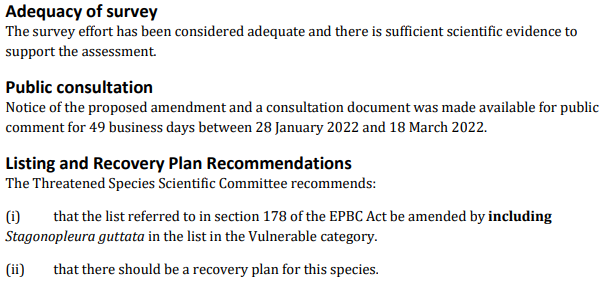 Adequacy of survey
The survey effort has been considered adequate and there is sufficient scientific evidence to
support the assessment.
Public consultation
Notice of the proposed amendment and a consultation document was made available for public
comment for 49 business days between 28 January 2022 and 18 March 2022.
Listing and Recovery Plan Recommendations
The Threatened Species Scientific Committee recommends:
(i) that the list referred to in section 178 of the EPBC Act be amended by including
Stagonopleura guttata in the list in the Vulnerable category.
(ii) that there should be a recovery plan for this species.